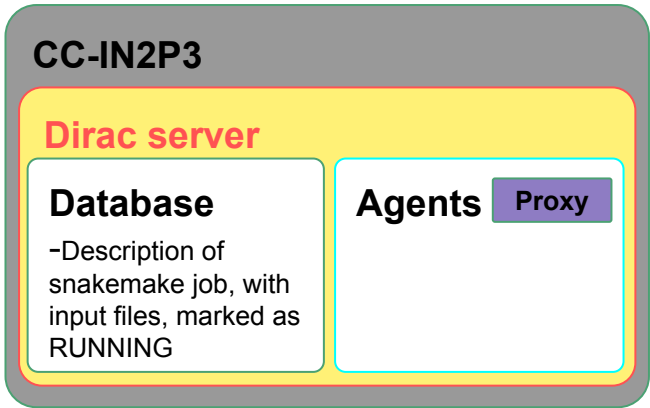 CC-IN2P3
Dirac server
Database
-Description of
snakemake job, with
input files, marked as
RUNNING
Agents
Proxy